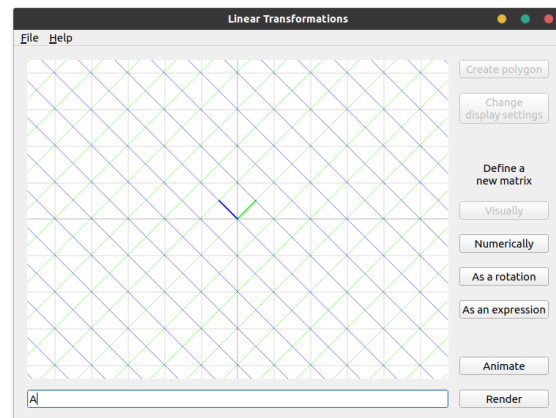 Linear Transformations
File Help
Create polygon
Change
display settings
Define a
new matrix
Visually
Numerically
As a rotation
As an expression
Animate
A
Render